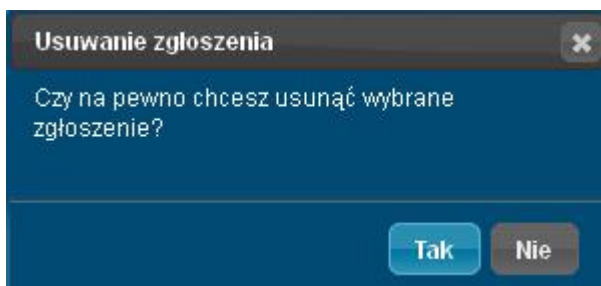 Usuwanie zgłoszenia
Czy na pewno chcesz usunąć wybrane
zgłoszenie?
Tak Nie